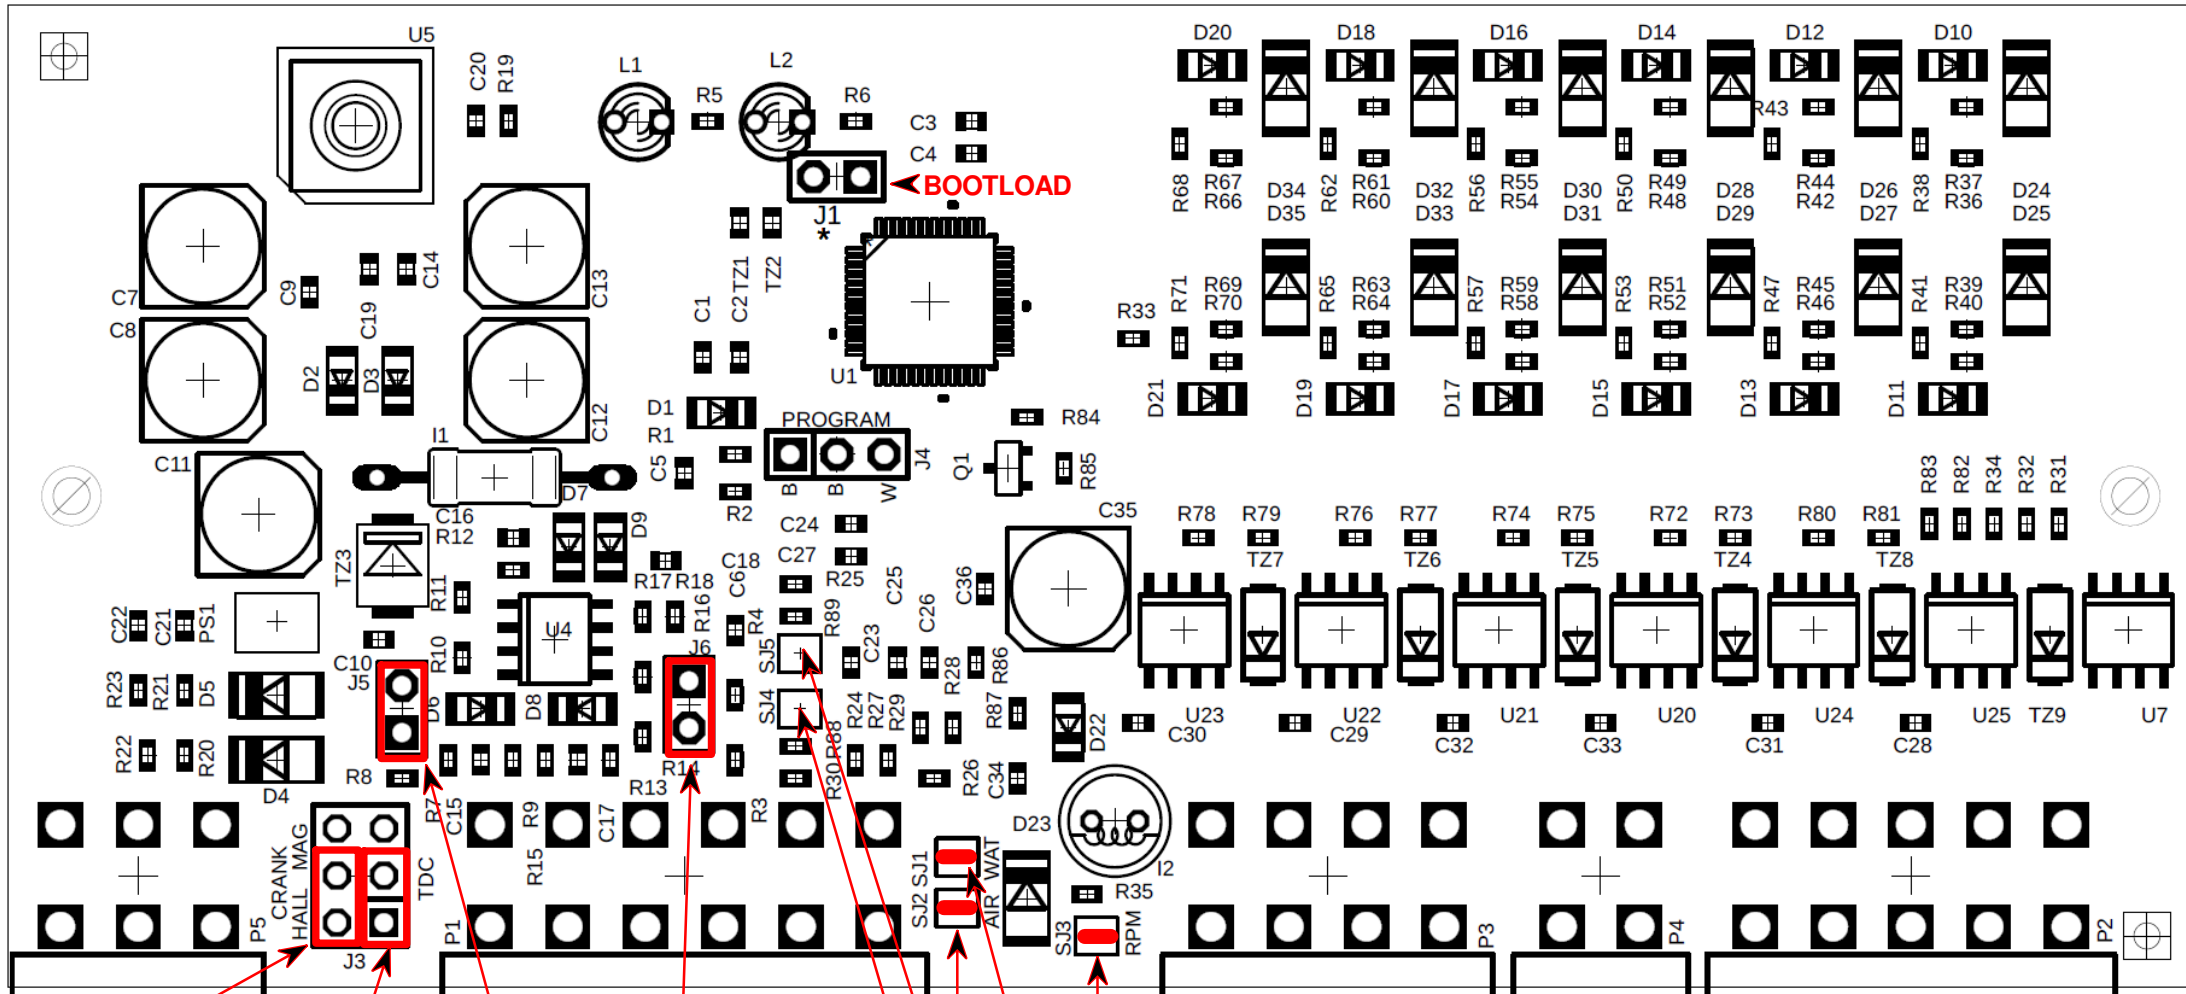 U5
C20
R19
L1
R5
L2
R6
C3
C4
BOOTLOAD
J1
*
D20
D18
D16
D14
D12
D10
R43
R68
R67
R66
D34
D35
R62
R61
R60
D32
D33
R56
R55
R54
D30
D31
R50
R49
R48
D28
D29
R44
R42
D26
D27
R38
R37
R36
D24
D25
C7
C9
C14
C13
TZ1
TZ2
C8
C19
C1
C2
U1
R33
R71
R69
R70
R65
R63
R64
R57
R59
R58
R53
R51
R52
R47
R45
R46
R41
R39
R40
D2
D3
C12
D1
PROGRAM
R1
J4
B
B
W
R84
D21
D19
D17
D15
D13
D11
C11
I1
D7
C5
R2
Q1
R85
R83
R82
R34
R32
R31
C16
R12
D9
C24
C27
C35
R78
R79
R76
R77
R74
R75
R72
R73
R80
R81
TZ3
R11
R17
R18
C18
C6
R25
C25
C36
TZ7
TZ6
TZ5
TZ4
TZ8
C22
C21
PS1
U4
R16
R4
R89
C26
C23
C10
J5
R10
J6
SJ5
R28
R86
R23
R21
D5
D6
D8
SJ4
R24
R27
R29
R87
D22
U23
U22
U21
U20
U24
U25
TZ9
U7
C30
C29
C32
C33
C31
C28
R22
R20
D4
R8
R14
R88
R30
R26
C34
R7
C15
R9
C17
R13
R3
D23
I2
CRANK
HALL
MAG
TDC
R15
SJ1
WAT
SJ2
AIR
R35
SJ3
RPM
P5
J3
P1
P3
P4
P2